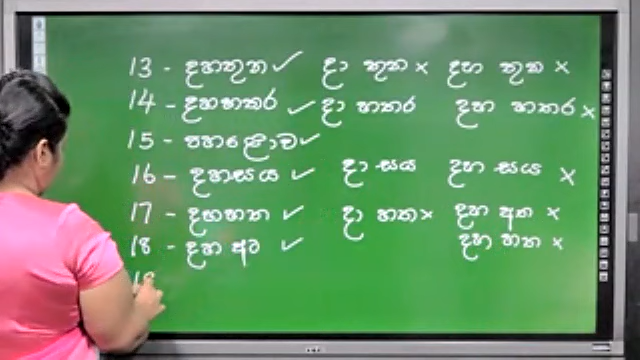 13 - දහතුන ✓ දා තුන × දහ තුන ×
14 - දහහතර ✓ දා හතර දහ හතර ×
15 - පහළොව ✓
16 - දහසය ✓ දා සය දහ සය ×
17 - දහහත ✓ දා හත × දහ අත ×
18 - දහ අට ✓ දහ හත ×